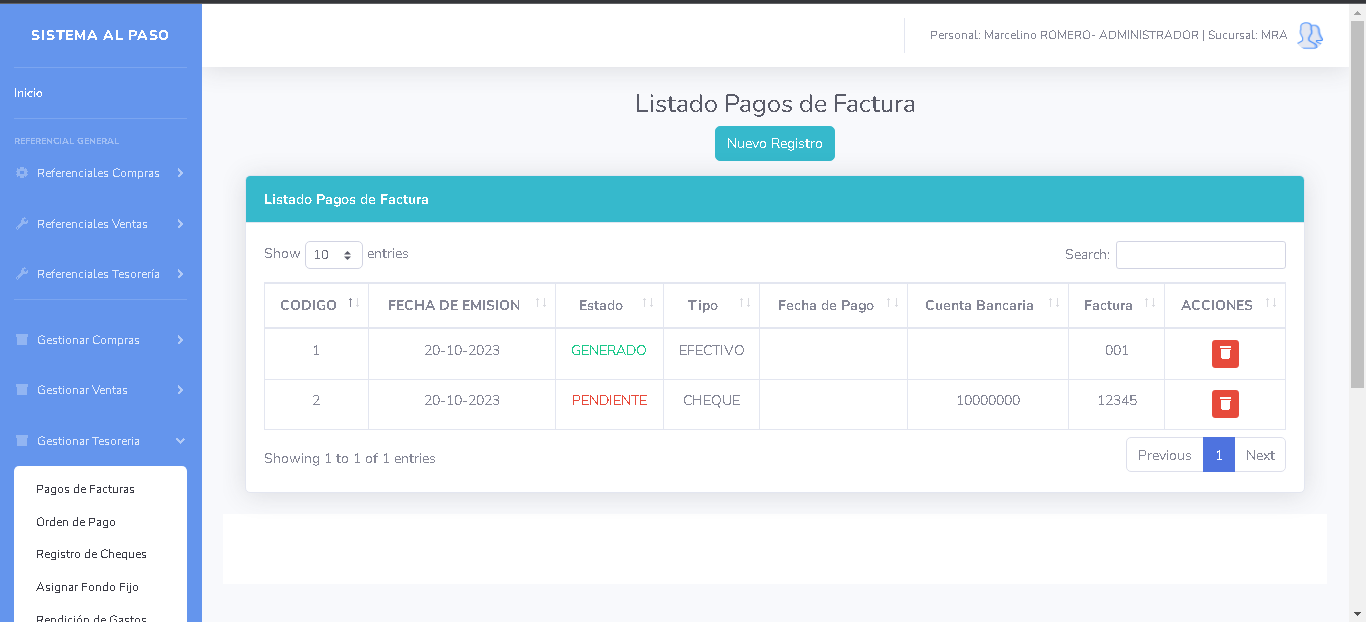 SISTEMA AL PASO
Personal: Marcelino ROMERO- ADMINISTRADOR | Sucursal: MRA
Inicio
REFERENCIAL GENERAL
Referenciales Compras
Referenciales Ventas
Referenciales Tesorería
Gestionar Compras
Gestionar Ventas
Gestionar Tesoreria
Pagos de Facturas
Orden de Pago
Registro de Cheques
Asignar Fondo Fijo
Rendición de Gastos
Listado Pagos de Factura
Nuevo Registro
Listado Pagos de Factura
Show 10 entries
Search:
CODIGO FECHA DE EMISION Estado Tipo Fecha de Pago Cuenta Bancaria Factura ACCIONES
1 20-10-2023 GENERADO EFECTIVO 001
2 20-10-2023 PENDIENTE CHEQUE 10000000 12345
Showing 1 to 1 of 1 entries
Previous 1 Next